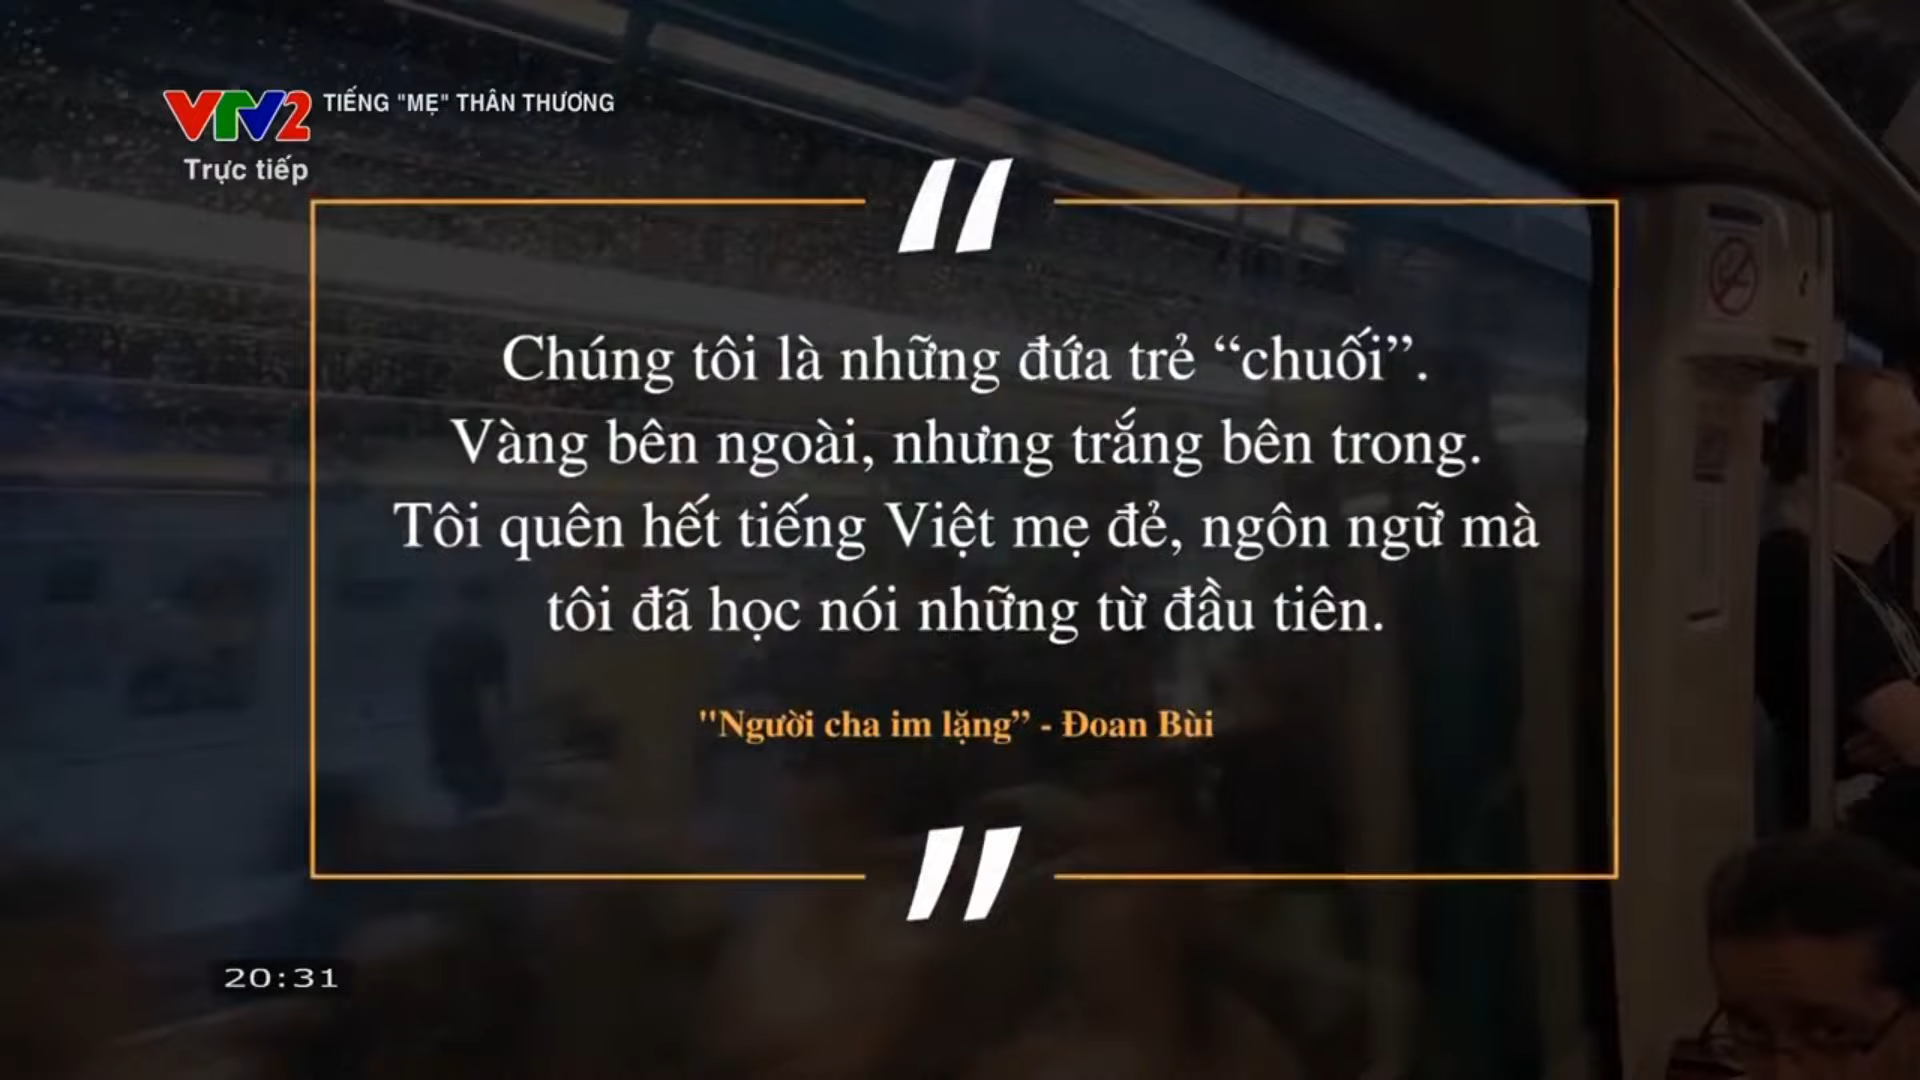 VTV2 TIẾNG "MẸ" THÂN THƯƠNG
Trực tiếp
“
Chúng tôi là những đứa trẻ “chuối”.
Vàng bên ngoài, nhưng trắng bên trong.
Tôi quên hết tiếng Việt mẹ đẻ, ngôn ngữ mà
tôi đã học nói những từ đầu tiên.
"Người cha im lặng” - Đoan Bùi
”
20:31